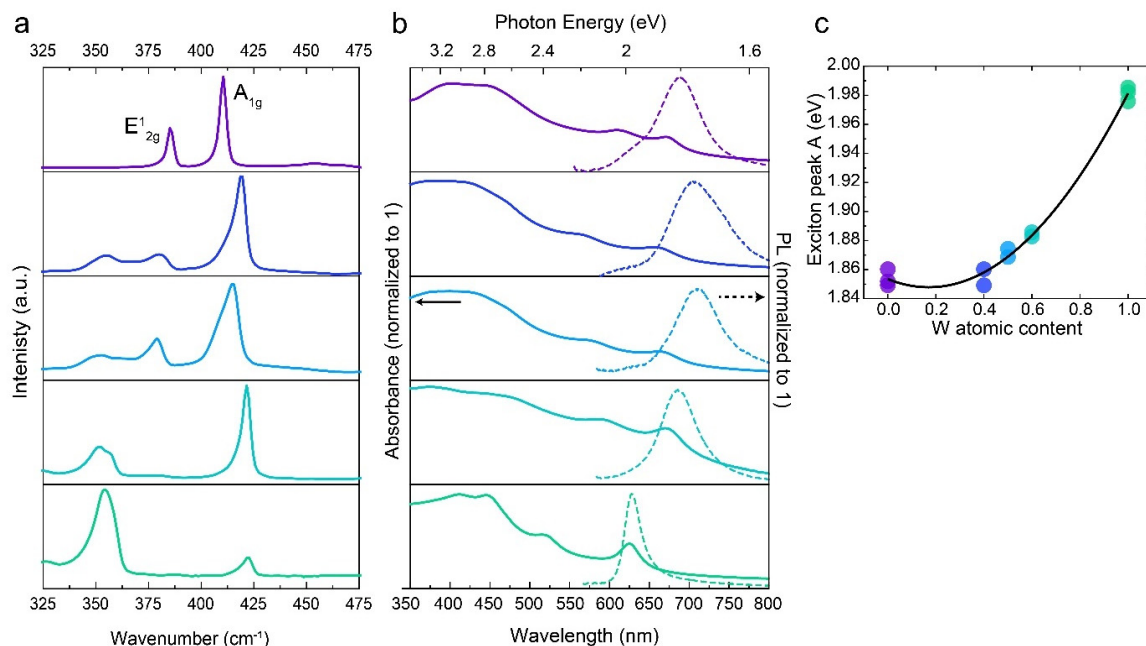 a
325 350 375 400 425 450 475
E¹₂g
A₁g
Intenisty (a.u.)
325 350 375 400 425 450 475
Wavenumber (cm⁻¹)
b
Photon Energy (eV)
3.2 2.8 2.4 2 1.6
Absorbance (normalized to 1)
PL (normalized to 1)
350 400 450 500 550 600 650 700 750 800
Wavelength (nm)
c
Exciton peak A (eV)
2.00
1.98
1.96
1.94
1.92
1.90
1.88
1.86
1.84
0.0 0.2 0.4 0.6 0.8 1.0
W atomic content